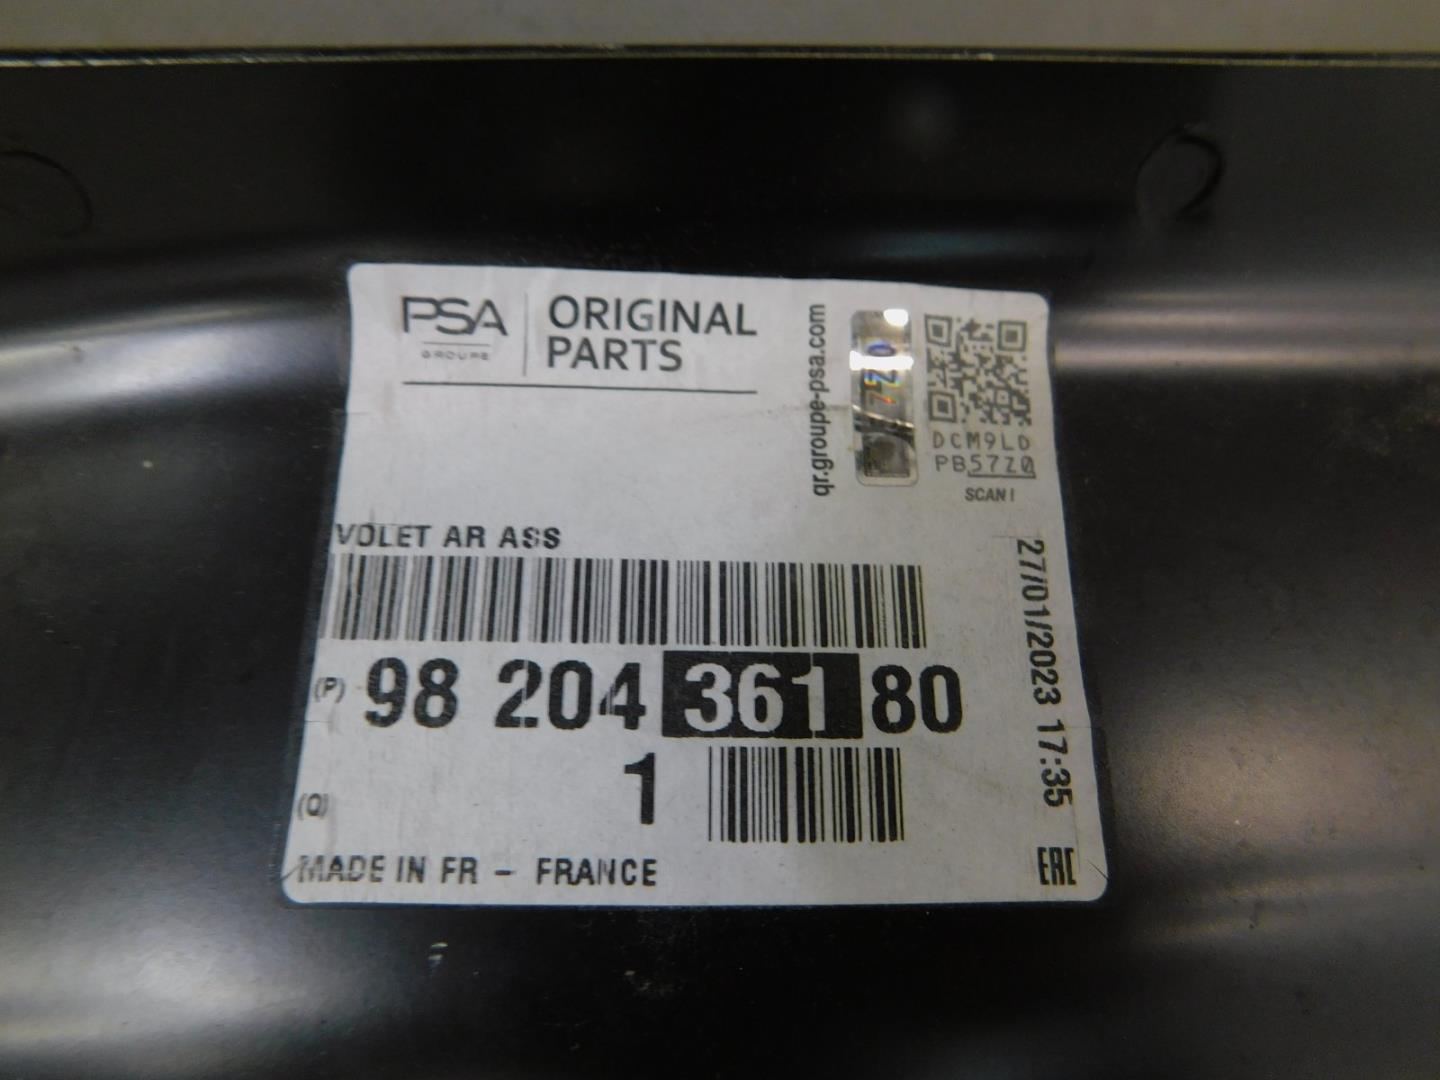 PSA
GROUPE
ORIGINAL
PARTS
qr.groupe-psa.com
DCM9LD
PB57Z0
SCAN !
VOLET AR ASS
27/01/2023 17:35
(P) 98 204 361 80
(Q) 1
MADE IN FR - FRANCE
EAC